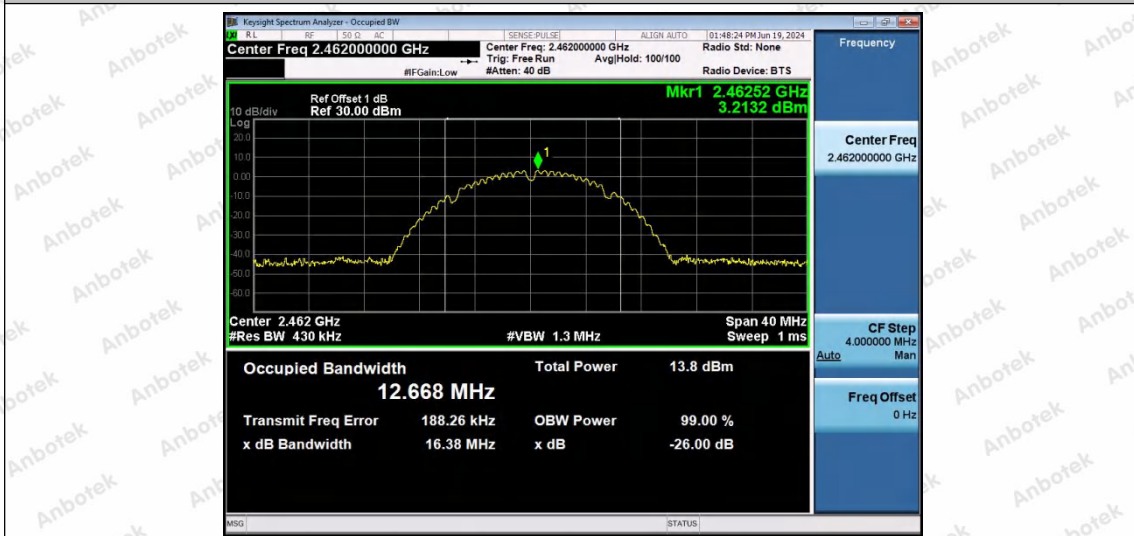 Keysight Spectrum Analyzer - Occupied BW
RL RF 50 Ω AC SENSE:PULSE ALIGN AUTO 01:48:24 PM Jun 19, 2024
Center Freq 2.462000000 GHz
Center Freq: 2.462000000 GHz
Radio Std: None
Trig: Free Run Avg|Hold: 100/100
#IFGain:Low
#Atten: 40 dB
Radio Device: BTS
Frequency
Mkr1 2.46252 GHz
3.2132 dBm
Ref Offset 1 dB
10 dB/div Ref 30.00 dBm
Log
20.0
10.0
0.00
-10.0
-20.0
-30.0
-40.0
-50.0
-60.0
1
Center 2.462 GHz
Span 40 MHz
#Res BW 430 kHz
#VBW 1.3 MHz
Sweep 1 ms
Center Freq
2.462000000 GHz
CF Step
4.000000 MHz
Auto Man
Freq Offset
0 Hz
Occupied Bandwidth
12.668 MHz
Total Power 13.8 dBm
Transmit Freq Error 188.26 kHz OBW Power 99.00 %
x dB Bandwidth 16.38 MHz x dB -26.00 dB
MSG STATUS
Anbotek